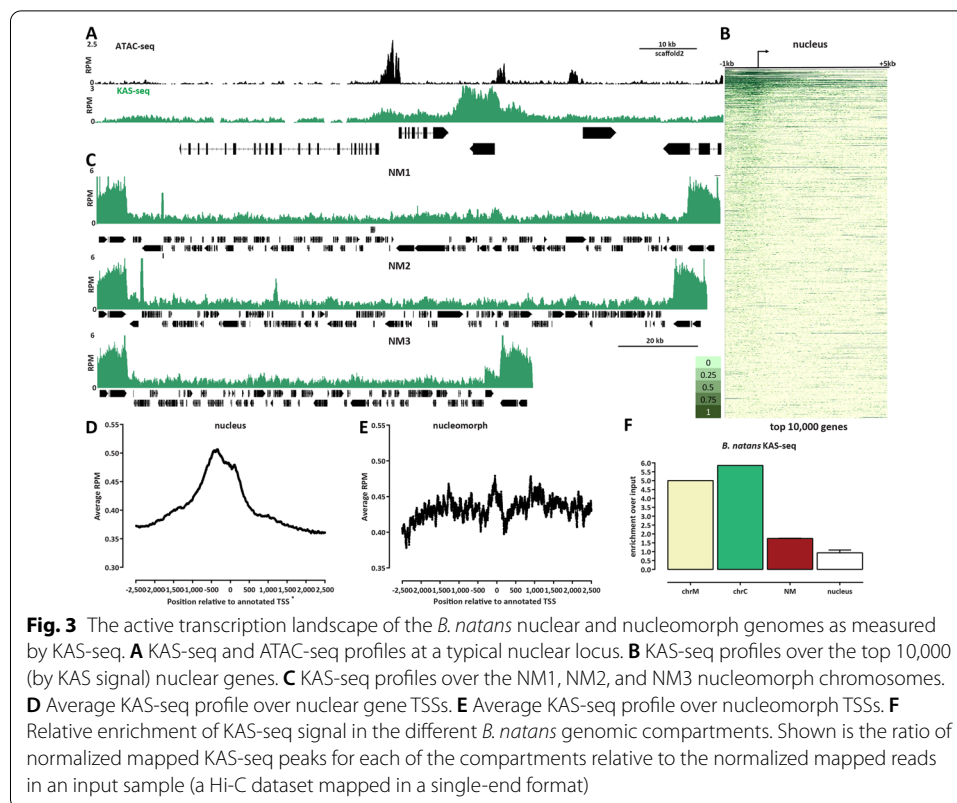 A
B
ATAC-seq
2.5
RPM
0
10 kb
scaffold2
KAS-seq
3
RPM
0
nucleus
-1kb
+5kb
C
NM1
6
RPM
0
NM2
6
RPM
0
NM3
6
RPM
0
20 kb
0
0.25
0.5
0.75
1
top 10,000 genes
D
nucleus
0.55
0.50
0.45
0.40
0.35
0.30
Average RPM
-2,500 -2,000 -1,500 -1,000 -500 0 500 1,000 1,500 2,000 2,500
Position relative to annotated TSS
E
nucleomorph
0.55
0.50
0.45
0.40
0.35
Average RPM
-2,500 -2,000 -1,500 -1,000 -500 0 500 1,000 1,500 2,000 2,500
Position relative to annotated TSS
F
B. natans KAS-seq
6.0
5.5
5.0
4.5
4.0
3.5
3.0
2.5
2.0
1.5
1.0
0.5
0.0
enrichment over input
chrM chrC NM nucleus
Fig. 3 The active transcription landscape of the B. natans nuclear and nucleomorph genomes as measured
by KAS-seq. A KAS-seq and ATAC-seq profiles at a typical nuclear locus. B KAS-seq profiles over the top 10,000
(by KAS signal) nuclear genes. C KAS-seq profiles over the NM1, NM2, and NM3 nucleomorph chromosomes.
D Average KAS-seq profile over nuclear gene TSSs. E Average KAS-seq profile over nucleomorph TSSs. F
Relative enrichment of KAS-seq signal in the different B. natans genomic compartments. Shown is the ratio of
normalized mapped KAS-seq peaks for each of the compartments relative to the normalized mapped reads
in an input sample (a Hi-C dataset mapped in a single-end format)